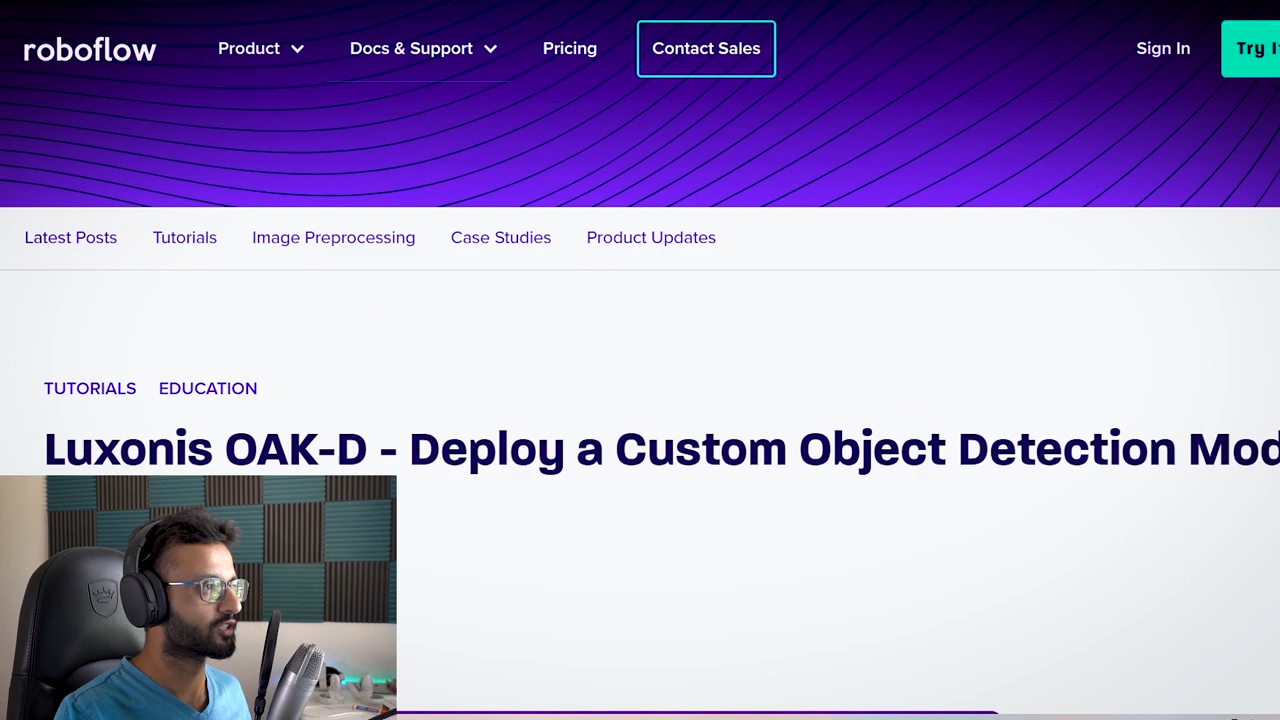 roboflow Product Docs & Support Pricing Contact Sales Sign In Try
Latest Posts Tutorials Image Preprocessing Case Studies Product Updates
TUTORIALS EDUCATION
Luxonis OAK-D - Deploy a Custom Object Detection Mod